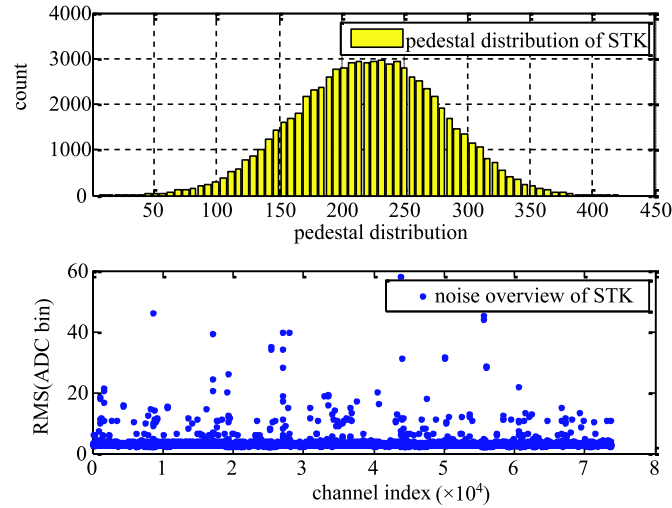 4000
3000
2000
1000
0
count
pedestal distribution of STK
50 100 150 200 250 300 350 400 450
pedestal distribution
60
40
20
0
RMS(ADC bin)
noise overview of STK
0 1 2 3 4 5 6 7 8
channel index (×10⁴)